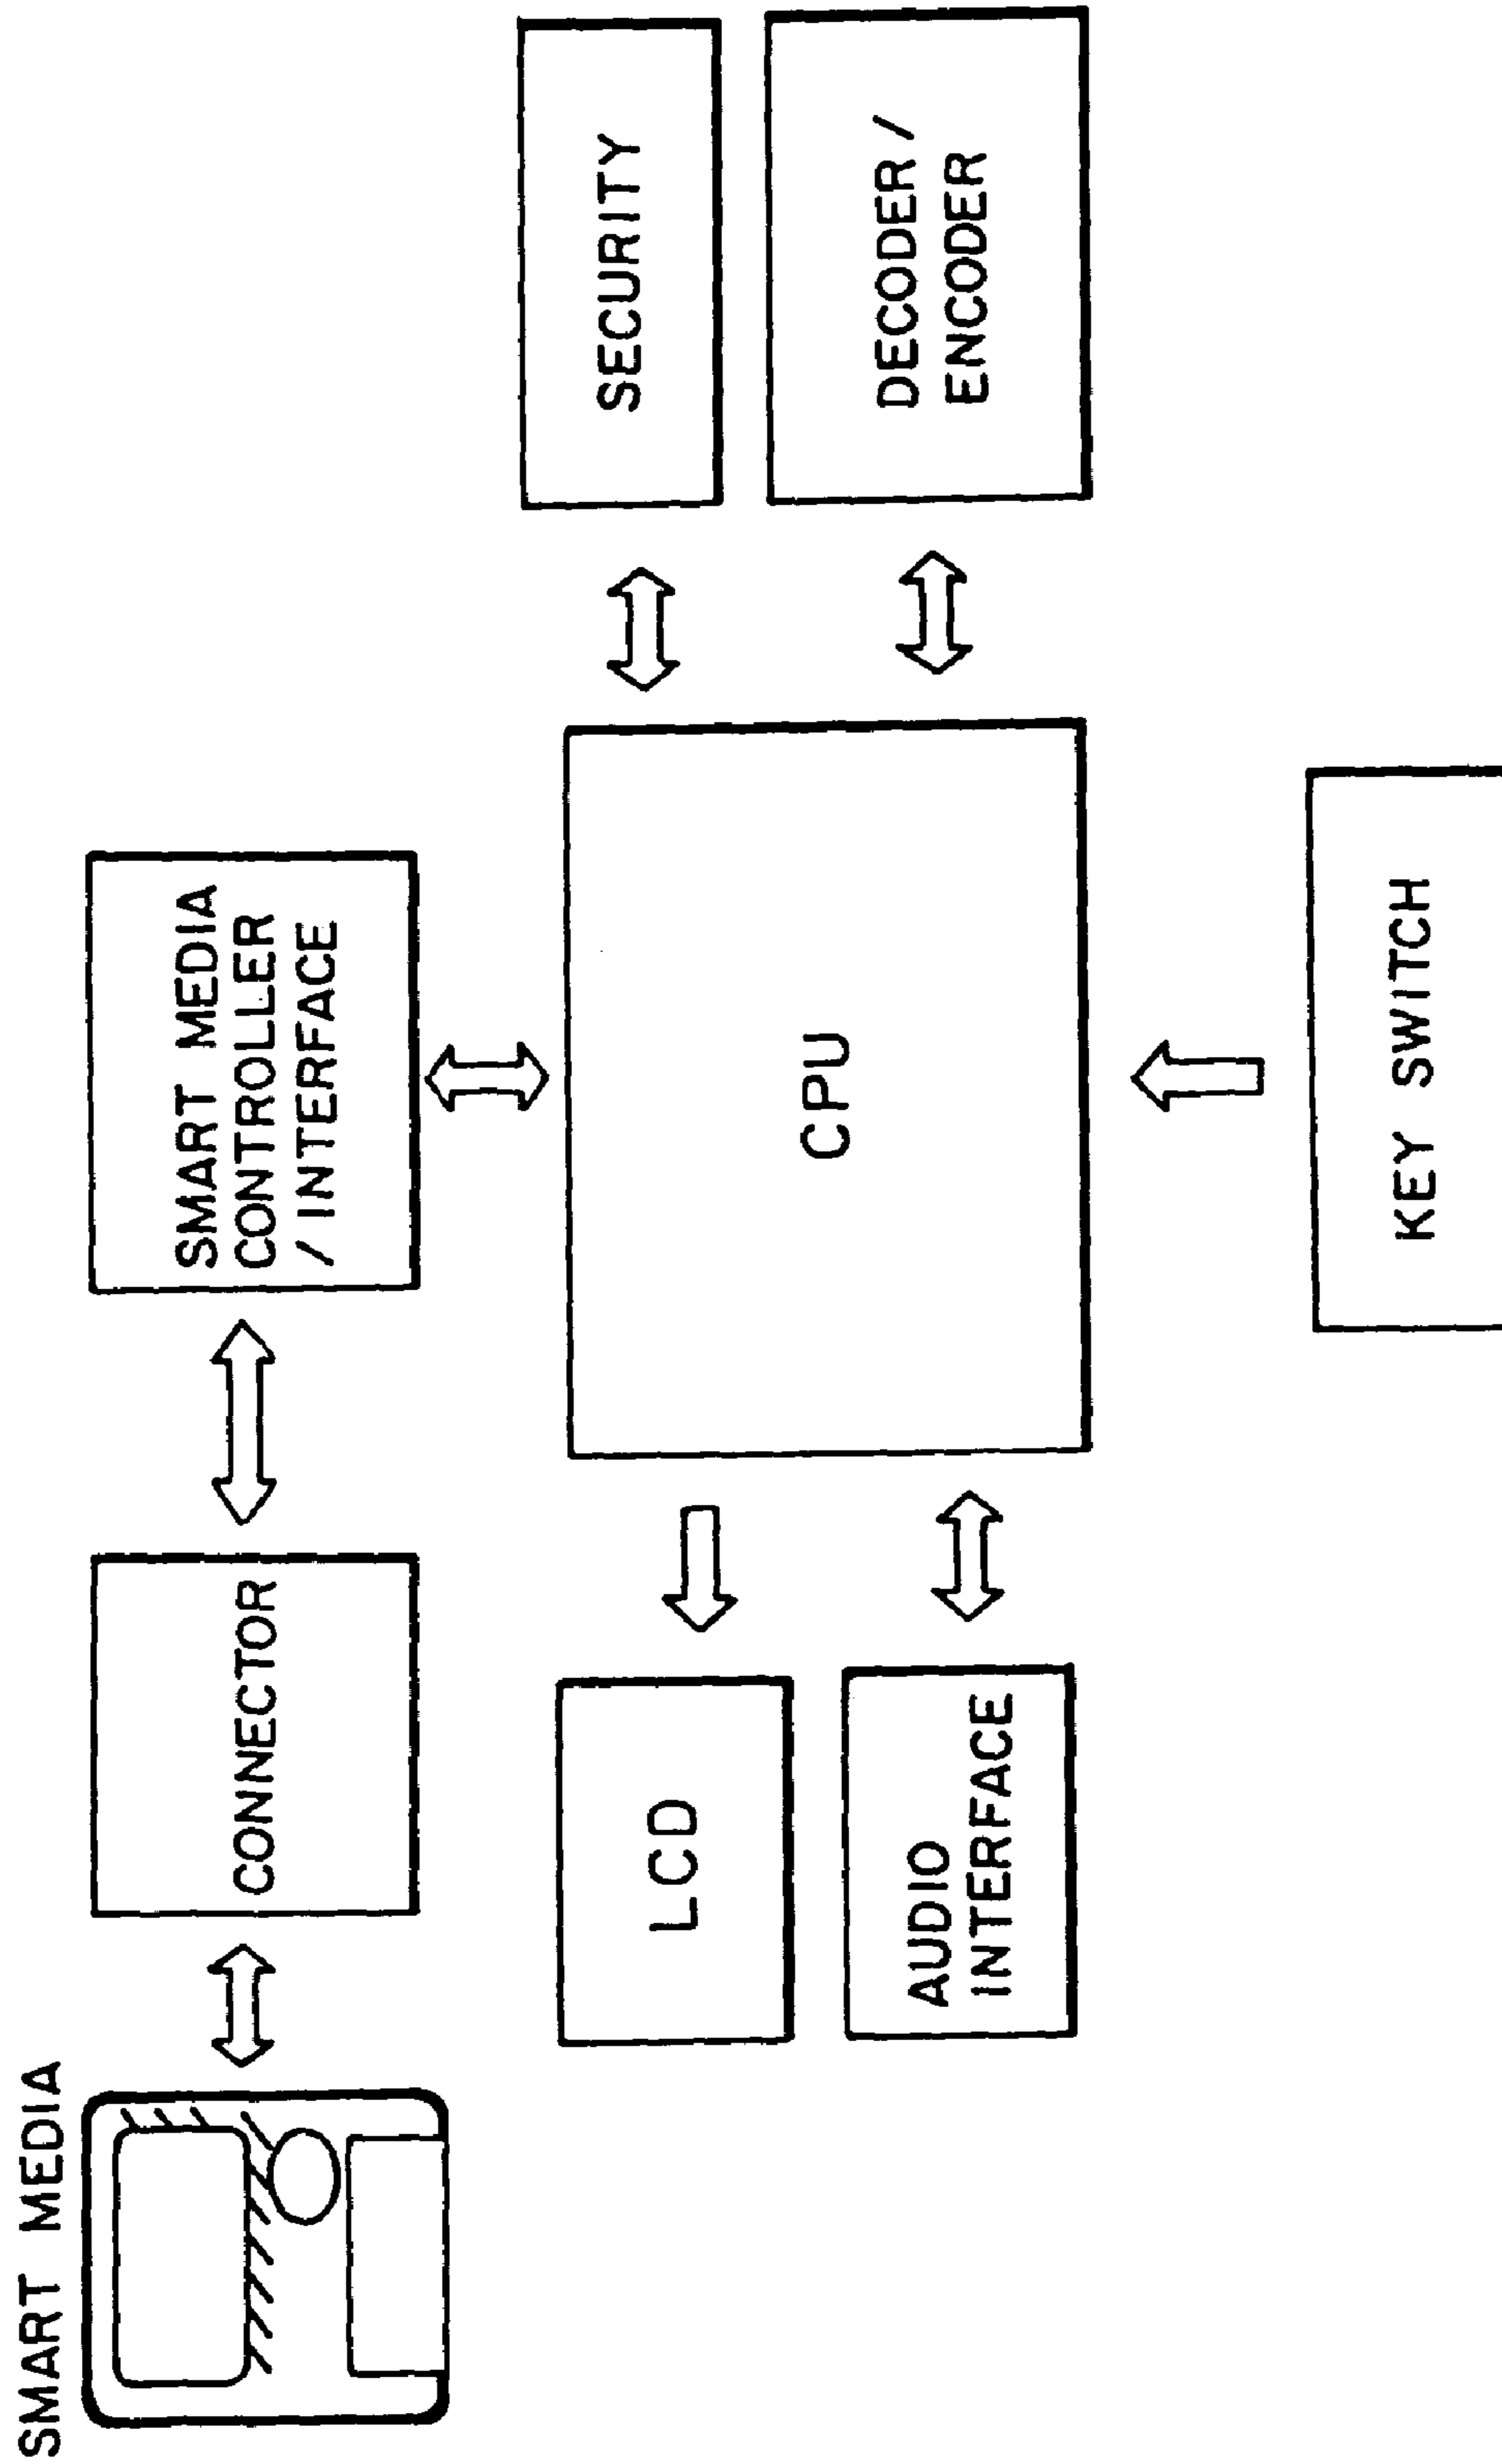 SMART MEDIA
CONNECTOR
SMART MEDIA
CONTROLLER
/ INTERFACE
LCD
AUDIO
INTERFACE
CPU
SECURITY
DECODER /
ENCODER
KEY SWITCH